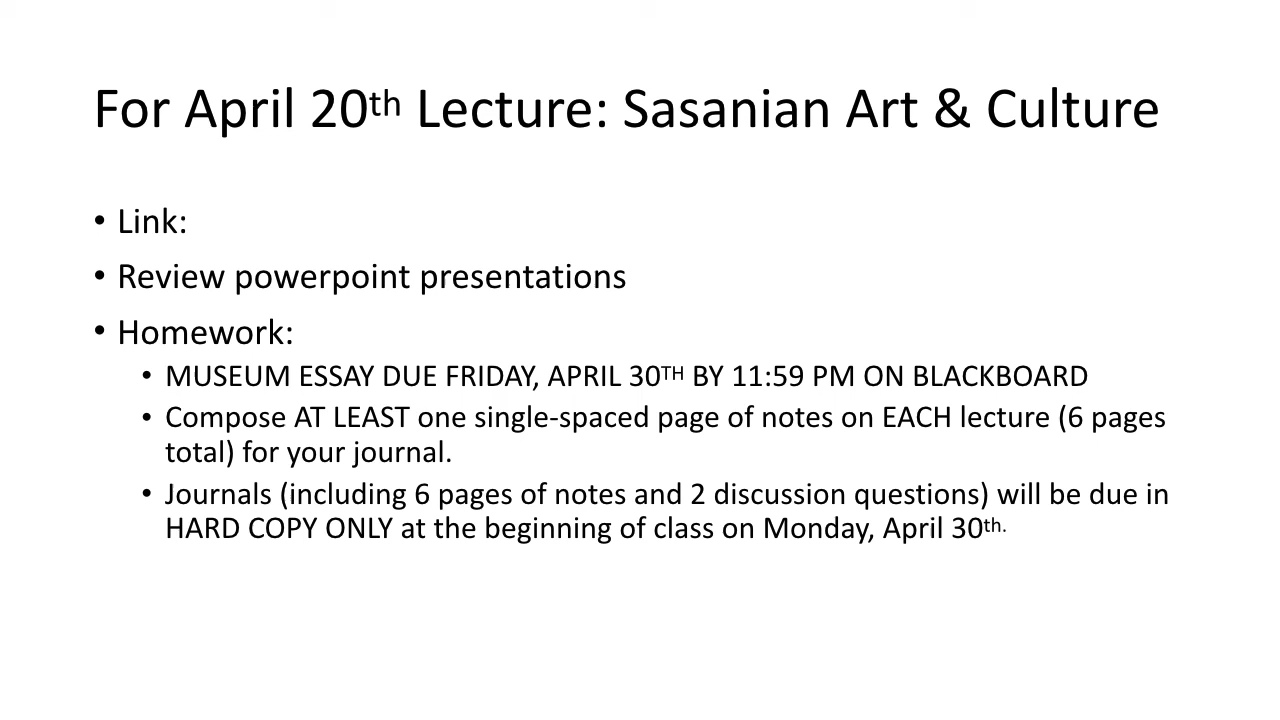 For April 20th Lecture: Sasanian Art & Culture
• Link:
• Review powerpoint presentations
• Homework:
• MUSEUM ESSAY DUE FRIDAY, APRIL 30TH BY 11:59 PM ON BLACKBOARD
• Compose AT LEAST one single-spaced page of notes on EACH lecture (6 pages
total) for your journal.
• Journals (including 6 pages of notes and 2 discussion questions) will be due in
HARD COPY ONLY at the beginning of class on Monday, April 30th.